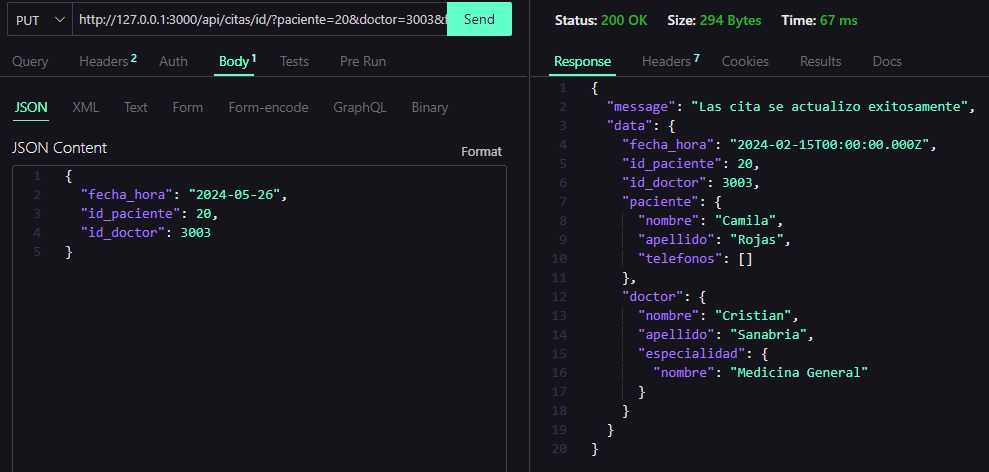 PUT http://127.0.0.1:3000/api/citas/id/?paciente=20&doctor=3003&f Send
Query Headers 2 Auth Body 1 Tests Pre Run
JSON XML Text Form Form-encode GraphQL Binary
JSON Content Format
1 {
2 "fecha_hora": "2024-05-26",
3 "id_paciente": 20,
4 "id_doctor": 3003
5 }
Status: 200 OK Size: 294 Bytes Time: 67 ms
Response Headers 7 Cookies Results Docs
1 {
2 "message": "Las cita se actualizo exitosamente",
3 "data": {
4 "fecha_hora": "2024-02-15T00:00:00.000Z",
5 "id_paciente": 20,
6 "id_doctor": 3003,
7 "paciente": {
8 "nombre": "Camila",
9 "apellido": "Rojas",
10 "telefonos": []
11 },
12 "doctor": {
13 "nombre": "Cristian",
14 "apellido": "Sanabria",
15 "especialidad": {
16 "nombre": "Medicina General"
17 }
18 }
19 }
20 }